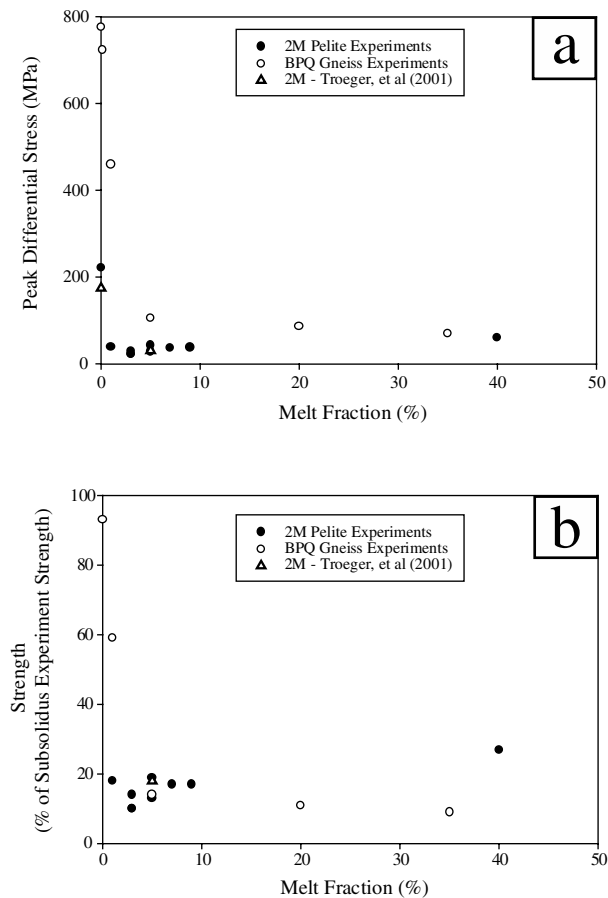 a
2M Pelite Experiments
BPQ Gneiss Experiments
2M - Troeger, et al (2001)
Peak Differential Stress (MPa)
800
600
400
200
0
0 10 20 30 40 50
Melt Fraction (%)
b
2M Pelite Experiments
BPQ Gneiss Experiments
2M - Troeger, et al (2001)
Strength
(% of Subsolidus Experiment Strength)
100
80
60
40
20
0
0 10 20 30 40 50
Melt Fraction (%)